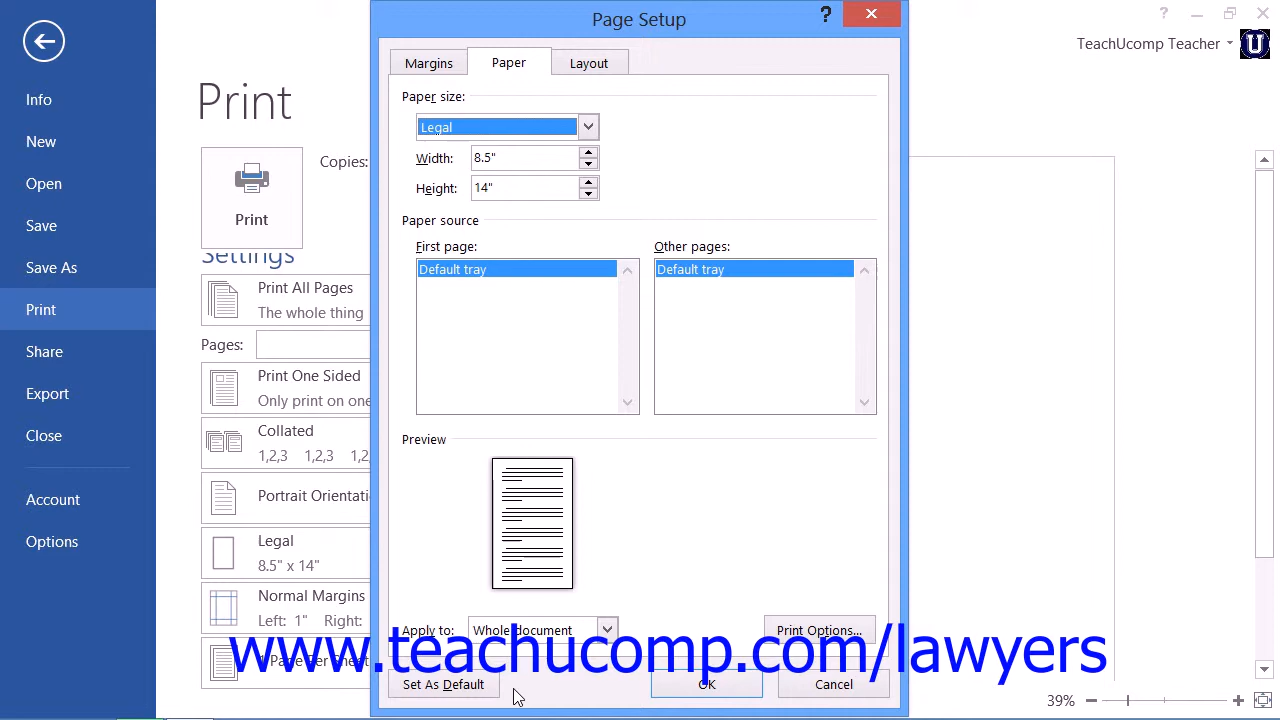 Page Setup
?
TeachUcomp Teacher
Info
New
Open
Save
Save As
Print
Share
Export
Close
Account
Options
Print
Copies:
Print
Settings
Print All Pages
The whole thing
Pages:
Print One Sided
Only print on one
Collated
1,2,3 1,2,3 1,2
Portrait Orientati
Legal
8.5" x 14"
Normal Margins
Left: 1" Right:
1 Page Per Sheet
Margins Paper Layout
Paper size:
Legal
Width: 8.5"
Height: 14"
Paper source
First page: Other pages:
Default tray Default tray
Preview
Apply to: Whole document Print Options...
www.teachucomp.com/lawyers
Set As Default OK Cancel
39%